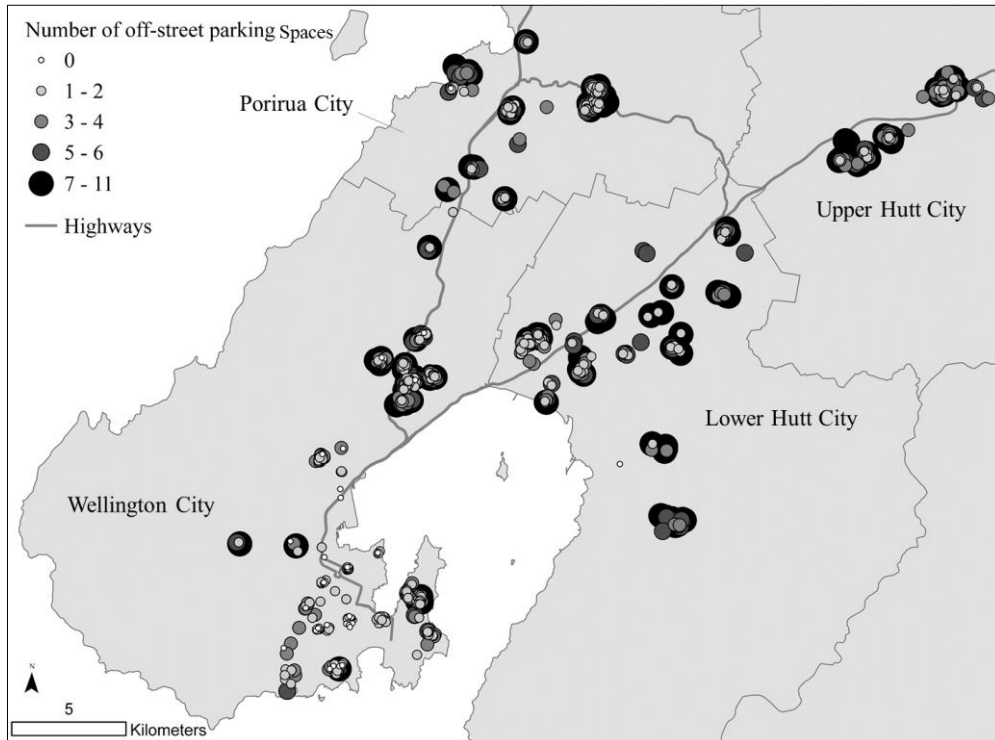 Number of off-street parking Spaces
0
1 - 2
3 - 4
5 - 6
7 - 11
Highways
Porirua City
Upper Hutt City
Lower Hutt City
Wellington City
N
5
Kilometers